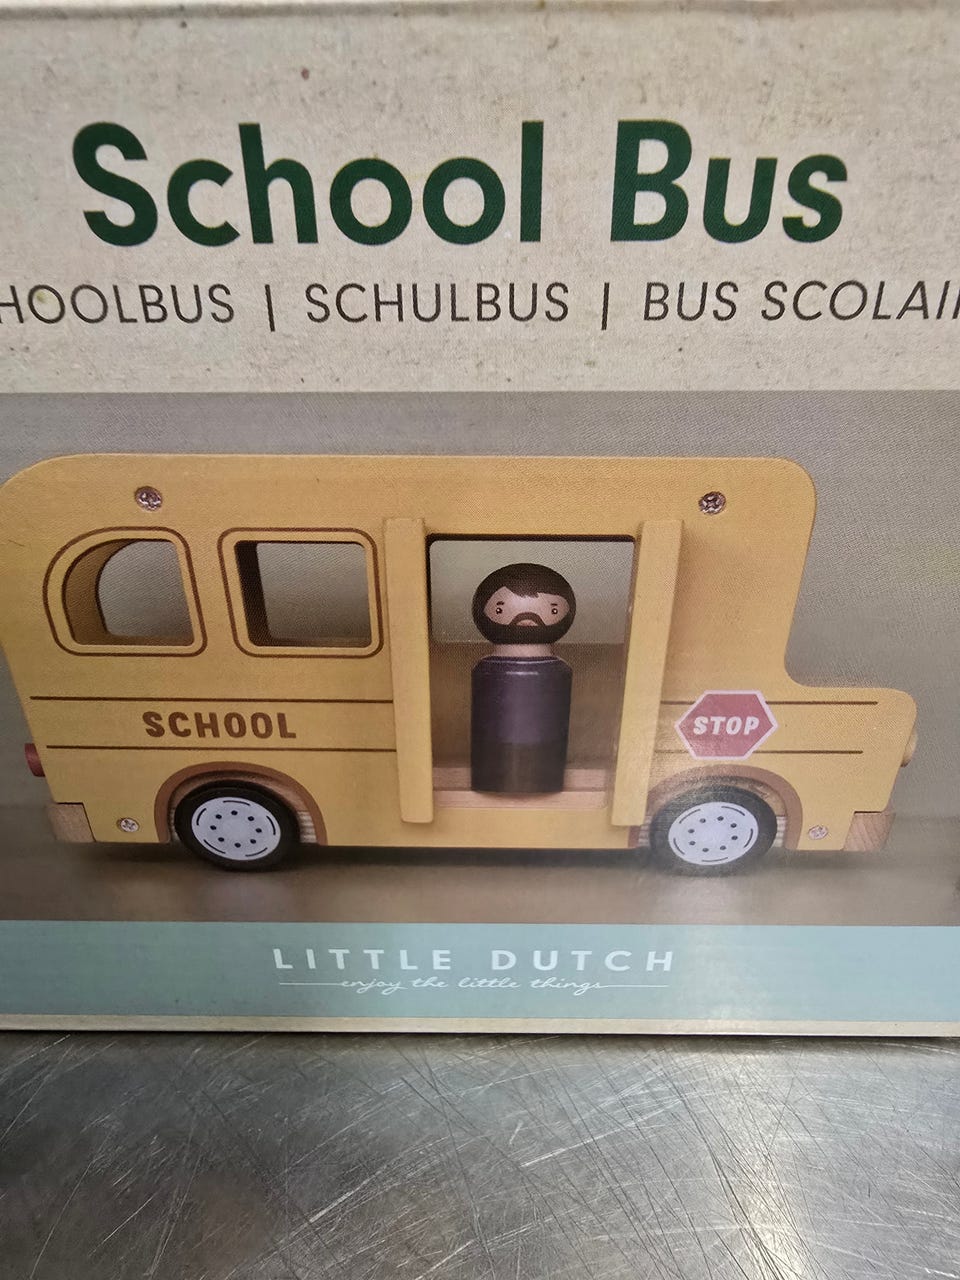 School Bus
HOOLBUS | SCHULBUS | BUS SCOLAI
SCHOOL
STOP
LITTLE DUTCH
enjoy the little things